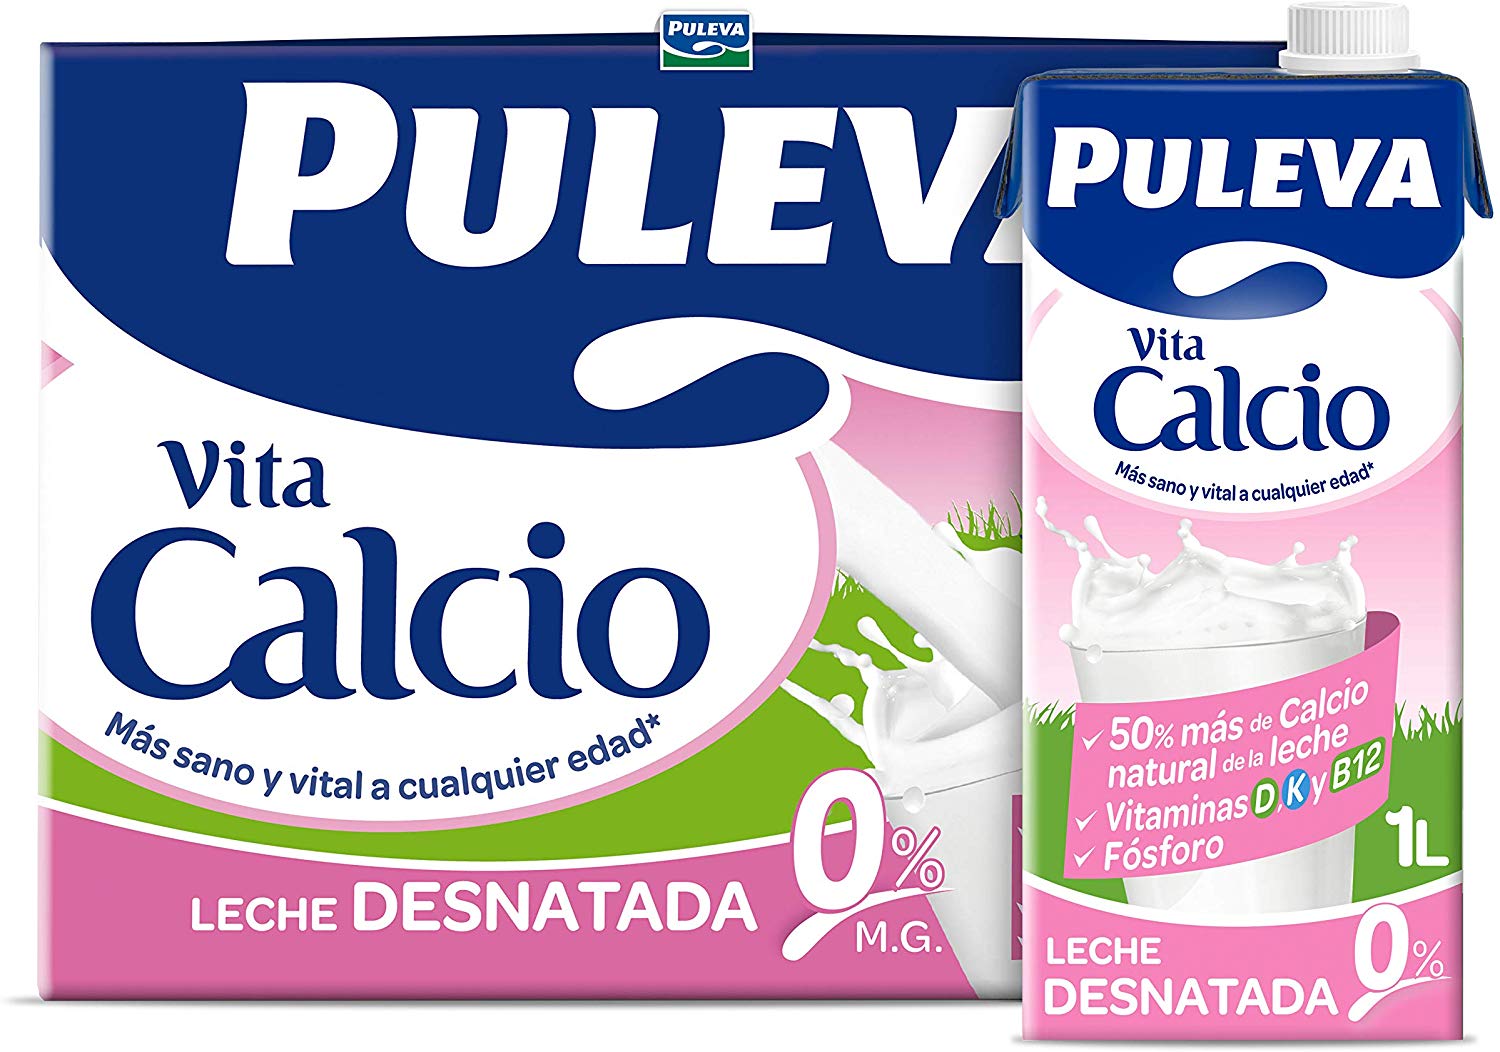 PULEVA
PULEVA
Vita
Calcio
Más sano y vital a cualquier edad*
LECHE DESNATADA
0%
M.G.
PULEVA
Vita
Calcio
Más sano y vital a cualquier edad*
✓ 50% más de Calcio
natural de la leche
✓ Vitaminas D, K y B12
✓ Fósforo
1L
LECHE
DESNATADA
0%